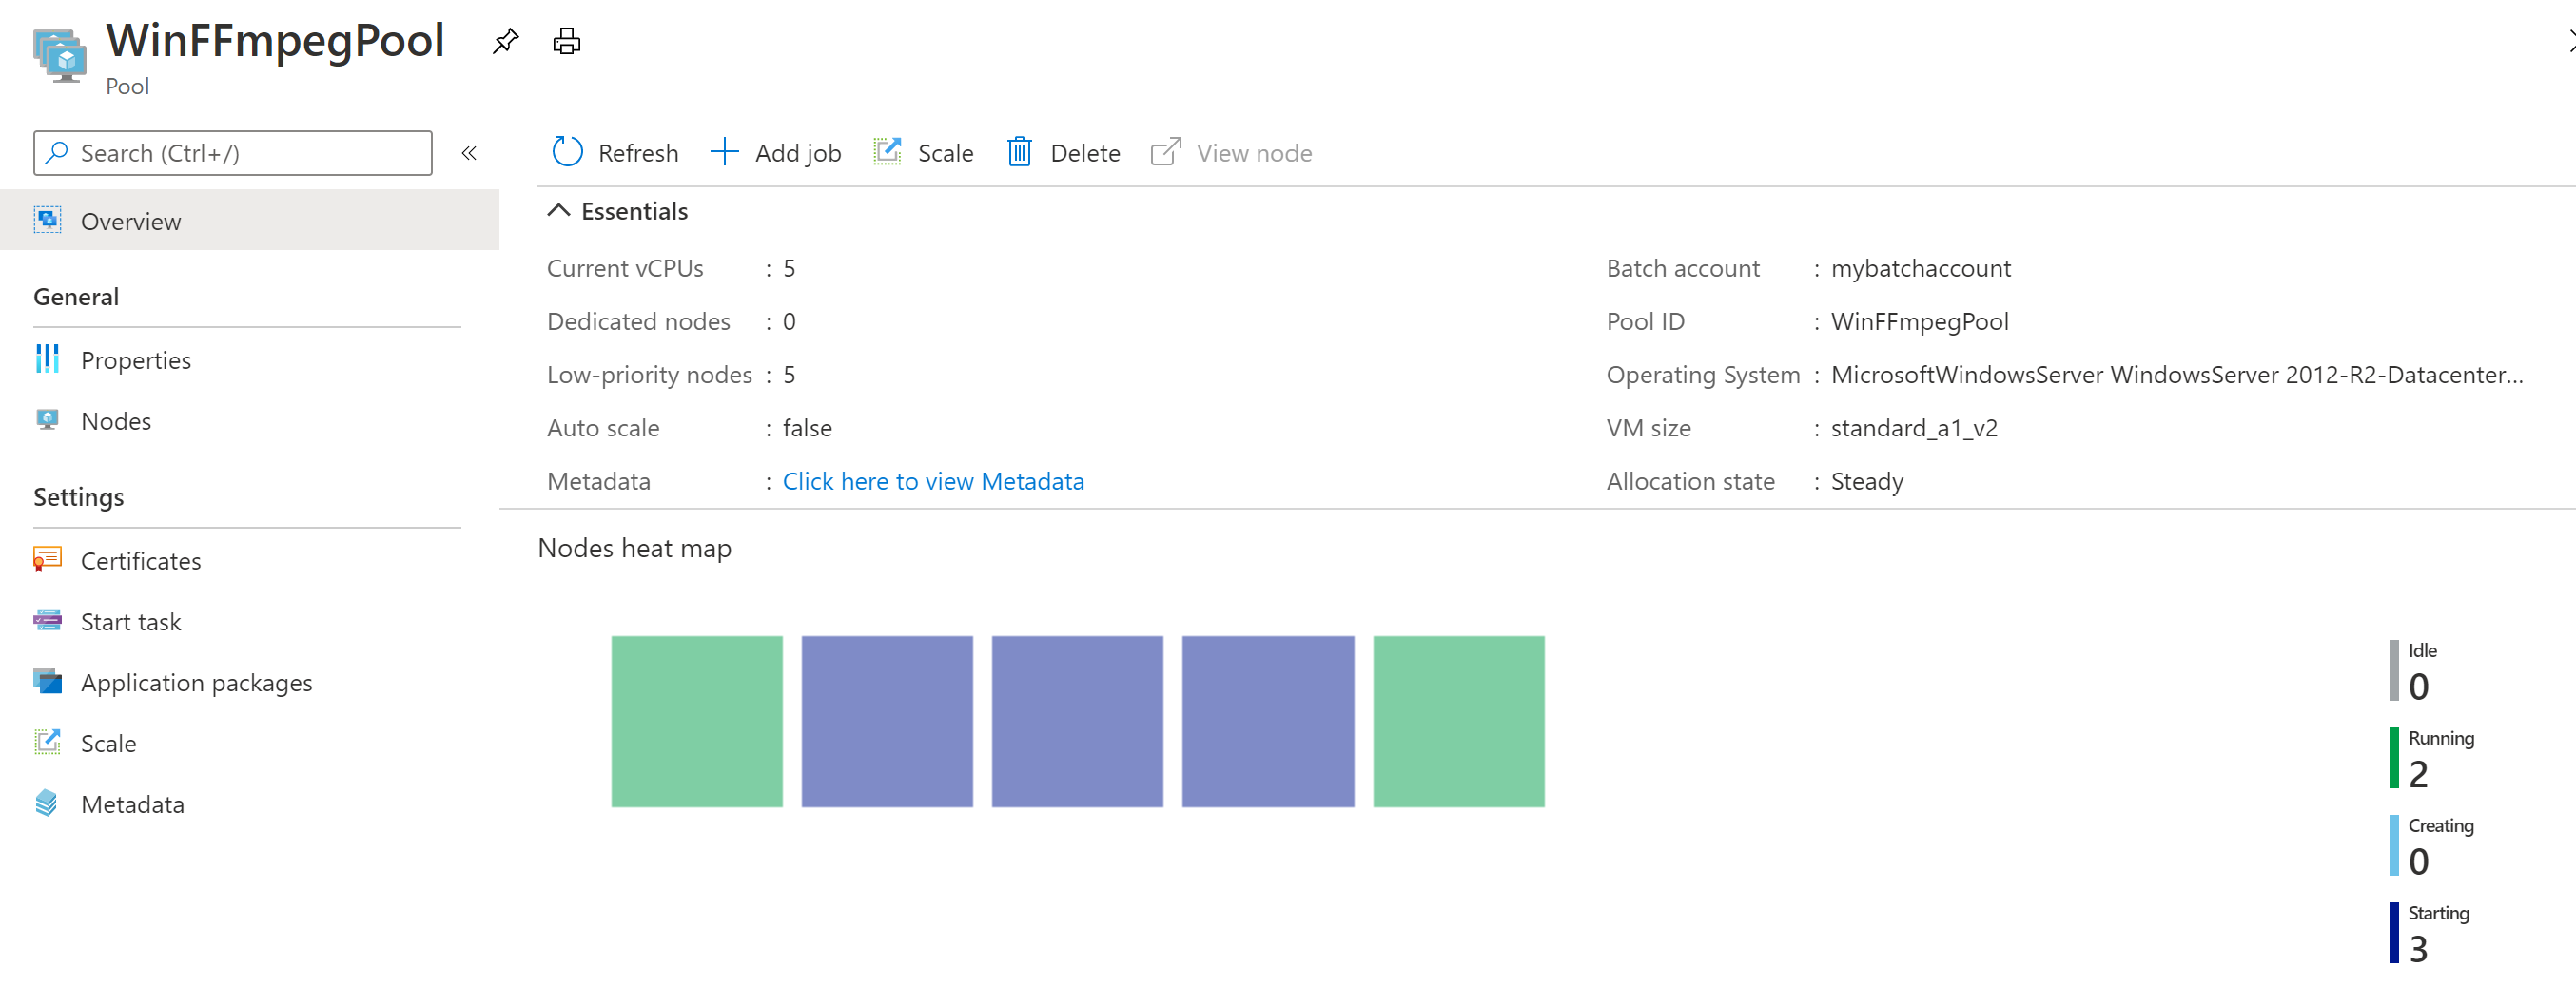 WinFFmpegPool
Pool
Search (Ctrl+/)
«
Overview
General
Properties
Nodes
Settings
Certificates
Start task
Application packages
Scale
Metadata
Refresh
Add job
Scale
Delete
View node
Essentials
Current vCPUs : 5
Dedicated nodes : 0
Low-priority nodes : 5
Auto scale : false
Metadata : Click here to view Metadata
Batch account : mybatchaccount
Pool ID : WinFFmpegPool
Operating System : MicrosoftWindowsServer WindowsServer 2012-R2-Datacenter...
VM size : standard_a1_v2
Allocation state : Steady
Nodes heat map
Idle
0
Running
2
Creating
0
Starting
3